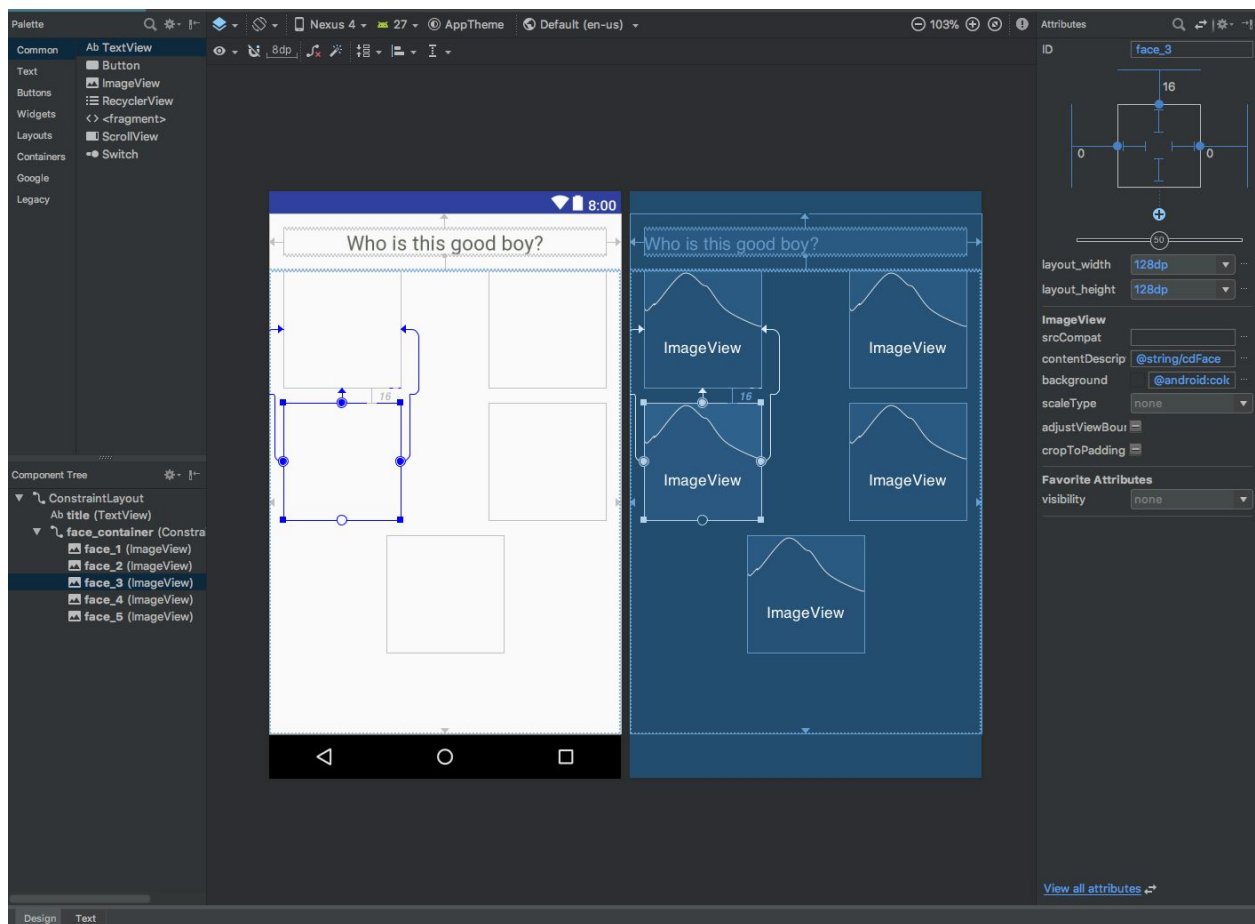 Palette
Common
Text
Buttons
Widgets
Layouts
Containers
Google
Legacy
Ab TextView
Button
ImageView
RecyclerView
<> <fragment>
ScrollView
Switch
Nexus 4
27
AppTheme
Default (en-us)
103%
8dp
8:00
Who is this good boy?
16
Who is this good boy?
ImageView
ImageView
16
ImageView
ImageView
ImageView
Component Tree
ConstraintLayout
Ab title (TextView)
face_container (Constra
face_1 (ImageView)
face_2 (ImageView)
face_3 (ImageView)
face_4 (ImageView)
face_5 (ImageView)
Attributes
ID face_3
16
0 0
50
layout_width 128dp
layout_height 128dp
ImageView
srcCompat
contentDescrip @string/cdFace
background @android:colo
scaleType none
adjustViewBour
cropToPadding
Favorite Attributes
visibility none
View all attributes
Design Text